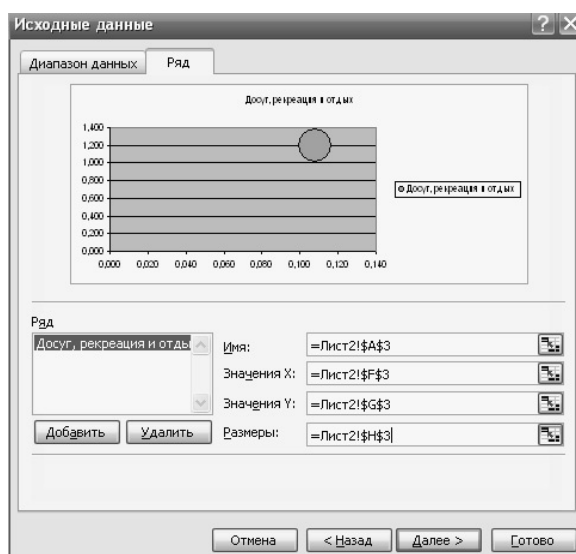 Исходные данные
Диапазон данных
Ряд
Досуг, рекреация и отдых
1,400
1,200
1,000
0,800
0,600
0,400
0,200
0,000
0,000 0,020 0,040 0,060 0,080 0,100 0,120 0,140
Досуг, рекреация и отдых
Ряд
Досуг, рекреация и отды
Добавить
Удалить
Имя: =Лист2!$A$3
Значения X: =Лист2!$F$3
Значения Y: =Лист2!$G$3
Размеры: =Лист2!$H$3
Отмена
< Назад
Далее >
Готово